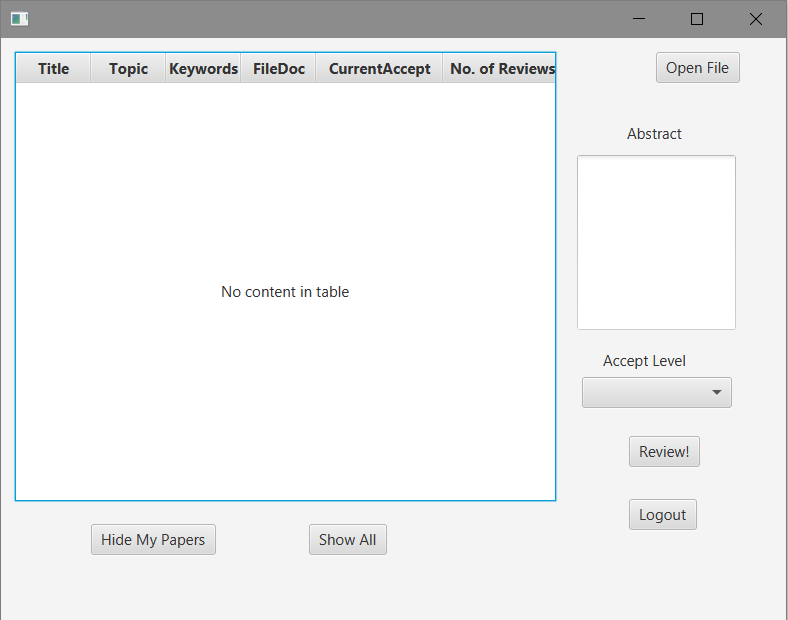 Title Topic Keywords FileDoc CurrentAccept No. of Reviews
Open File
Abstract
No content in table
Accept Level
Review!
Logout
Hide My Papers Show All